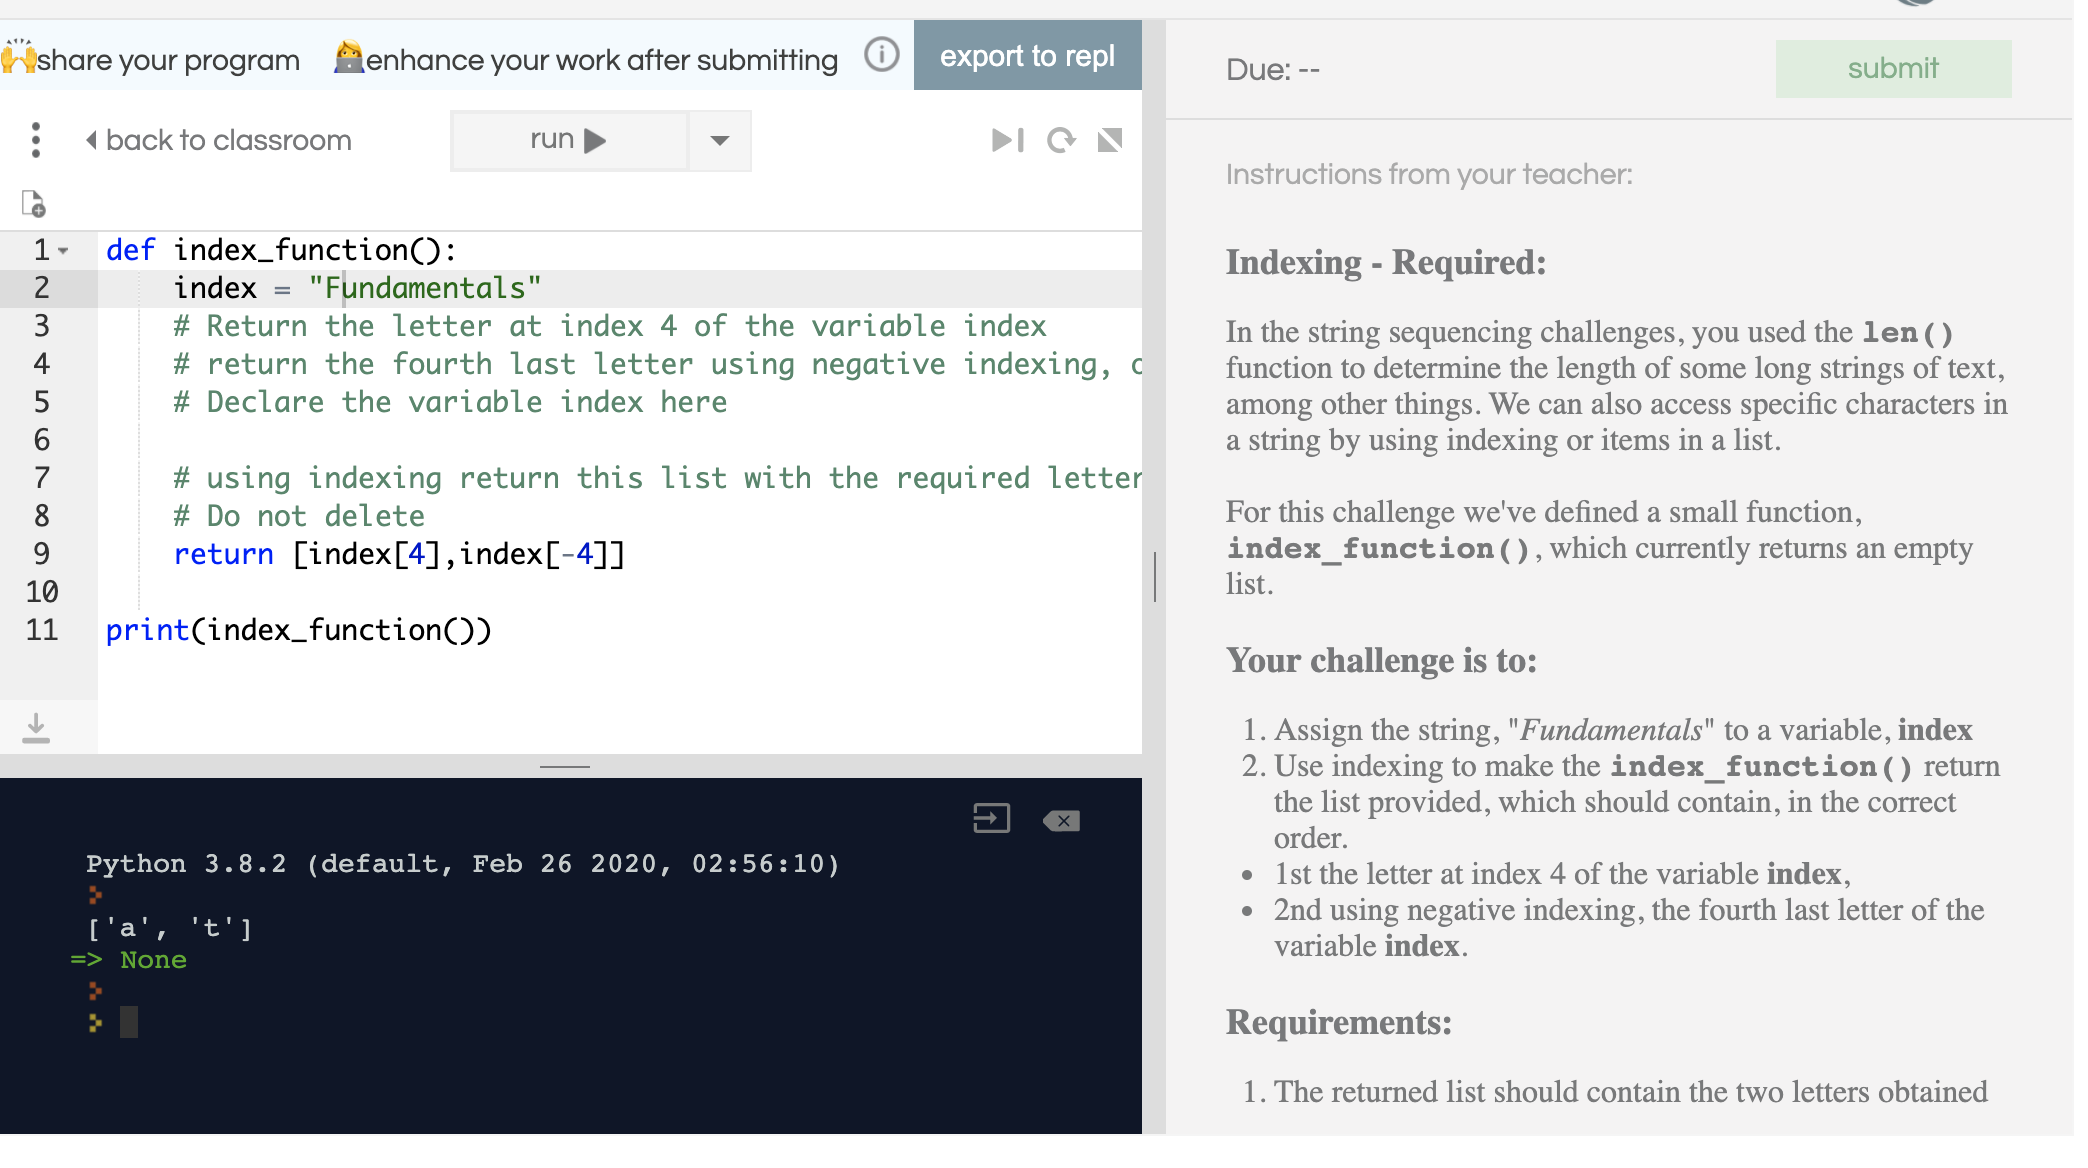 share your program enhance your work after submitting
export to repl
back to classroom
run
1 def index_function():
2 index = "Fundamentals"
3 # Return the letter at index 4 of the variable index
4 # return the fourth last letter using negative indexing,
5 # Declare the variable index here
6
7 # using indexing return this list with the required letter
8 # Do not delete
9 return [index[4],index[-4]]
10
11 print(index_function())
Python 3.8.2 (default, Feb 26 2020, 02:56:10)
['a', 't']
=> None
Due: --
submit
Instructions from your teacher:
Indexing - Required:
In the string sequencing challenges, you used the len()
function to determine the length of some long strings of text,
among other things. We can also access specific characters in
a string by using indexing or items in a list.
For this challenge we've defined a small function,
index_function(), which currently returns an empty
list.
Your challenge is to:
1. Assign the string, "Fundamentals" to a variable, index
2. Use indexing to make the index_function() return
the list provided, which should contain, in the correct
order.
• 1st the letter at index 4 of the variable index,
• 2nd using negative indexing, the fourth last letter of the
variable index.
Requirements:
1. The returned list should contain the two letters obtained